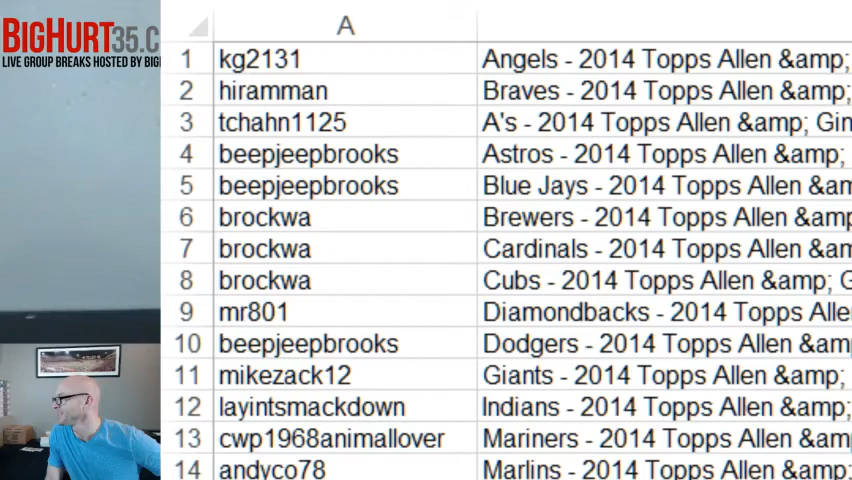 BIGHURT35.C
LIVE GROUP BREAKS HOSTED BY BIG
A
1 kg2131 Angels - 2014 Topps Allen &amp;
2 hiramman Braves - 2014 Topps Allen &amp;
3 tchahn1125 A's - 2014 Topps Allen &amp; Gin
4 beepjeepbrooks Astros - 2014 Topps Allen &amp;
5 beepjeepbrooks Blue Jays - 2014 Topps Allen &am
6 brockwa Brewers - 2014 Topps Allen &amp
7 brockwa Cardinals - 2014 Topps Allen &am
8 brockwa Cubs - 2014 Topps Allen &amp; G
9 mr801 Diamondbacks - 2014 Topps Alle
10 beepjeepbrooks Dodgers - 2014 Topps Allen &amp
11 mikezack12 Giants - 2014 Topps Allen &amp;
12 layintsmackdown Indians - 2014 Topps Allen &amp;
13 cwp1968animallover Mariners - 2014 Topps Allen &amp
14 andyco78 Marlins - 2014 Topps Allen &amp;